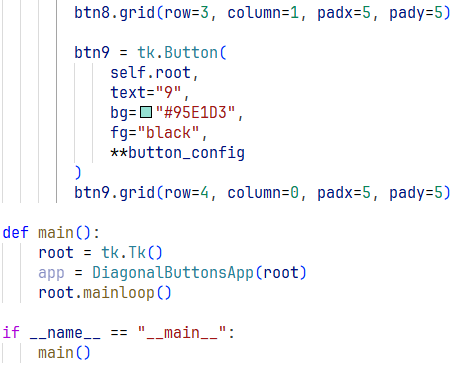 btn8.grid(row=3, column=1, padx=5, pady=5)

        btn9 = tk.Button(
            self.root,
            text="9",
            bg="#95E1D3",
            fg="black",
            **button_config
        )
        btn9.grid(row=4, column=0, padx=5, pady=5)

def main():
    root = tk.Tk()
    app = DiagonalButtonsApp(root)
    root.mainloop()

if __name__ == "__main__":
    main()